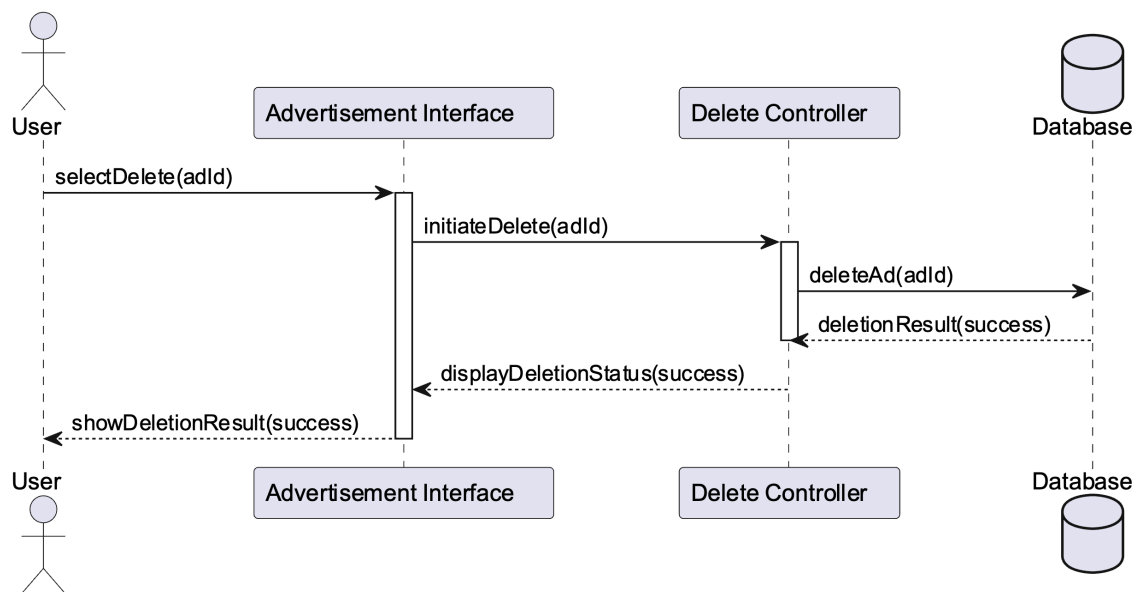 User
Advertisement Interface
Delete Controller
Database
selectDelete(adId)
initiateDelete(adId)
deleteAd(adId)
deletionResult(success)
displayDeletionStatus(success)
showDeletionResult(success)
User
Advertisement Interface
Delete Controller
Database